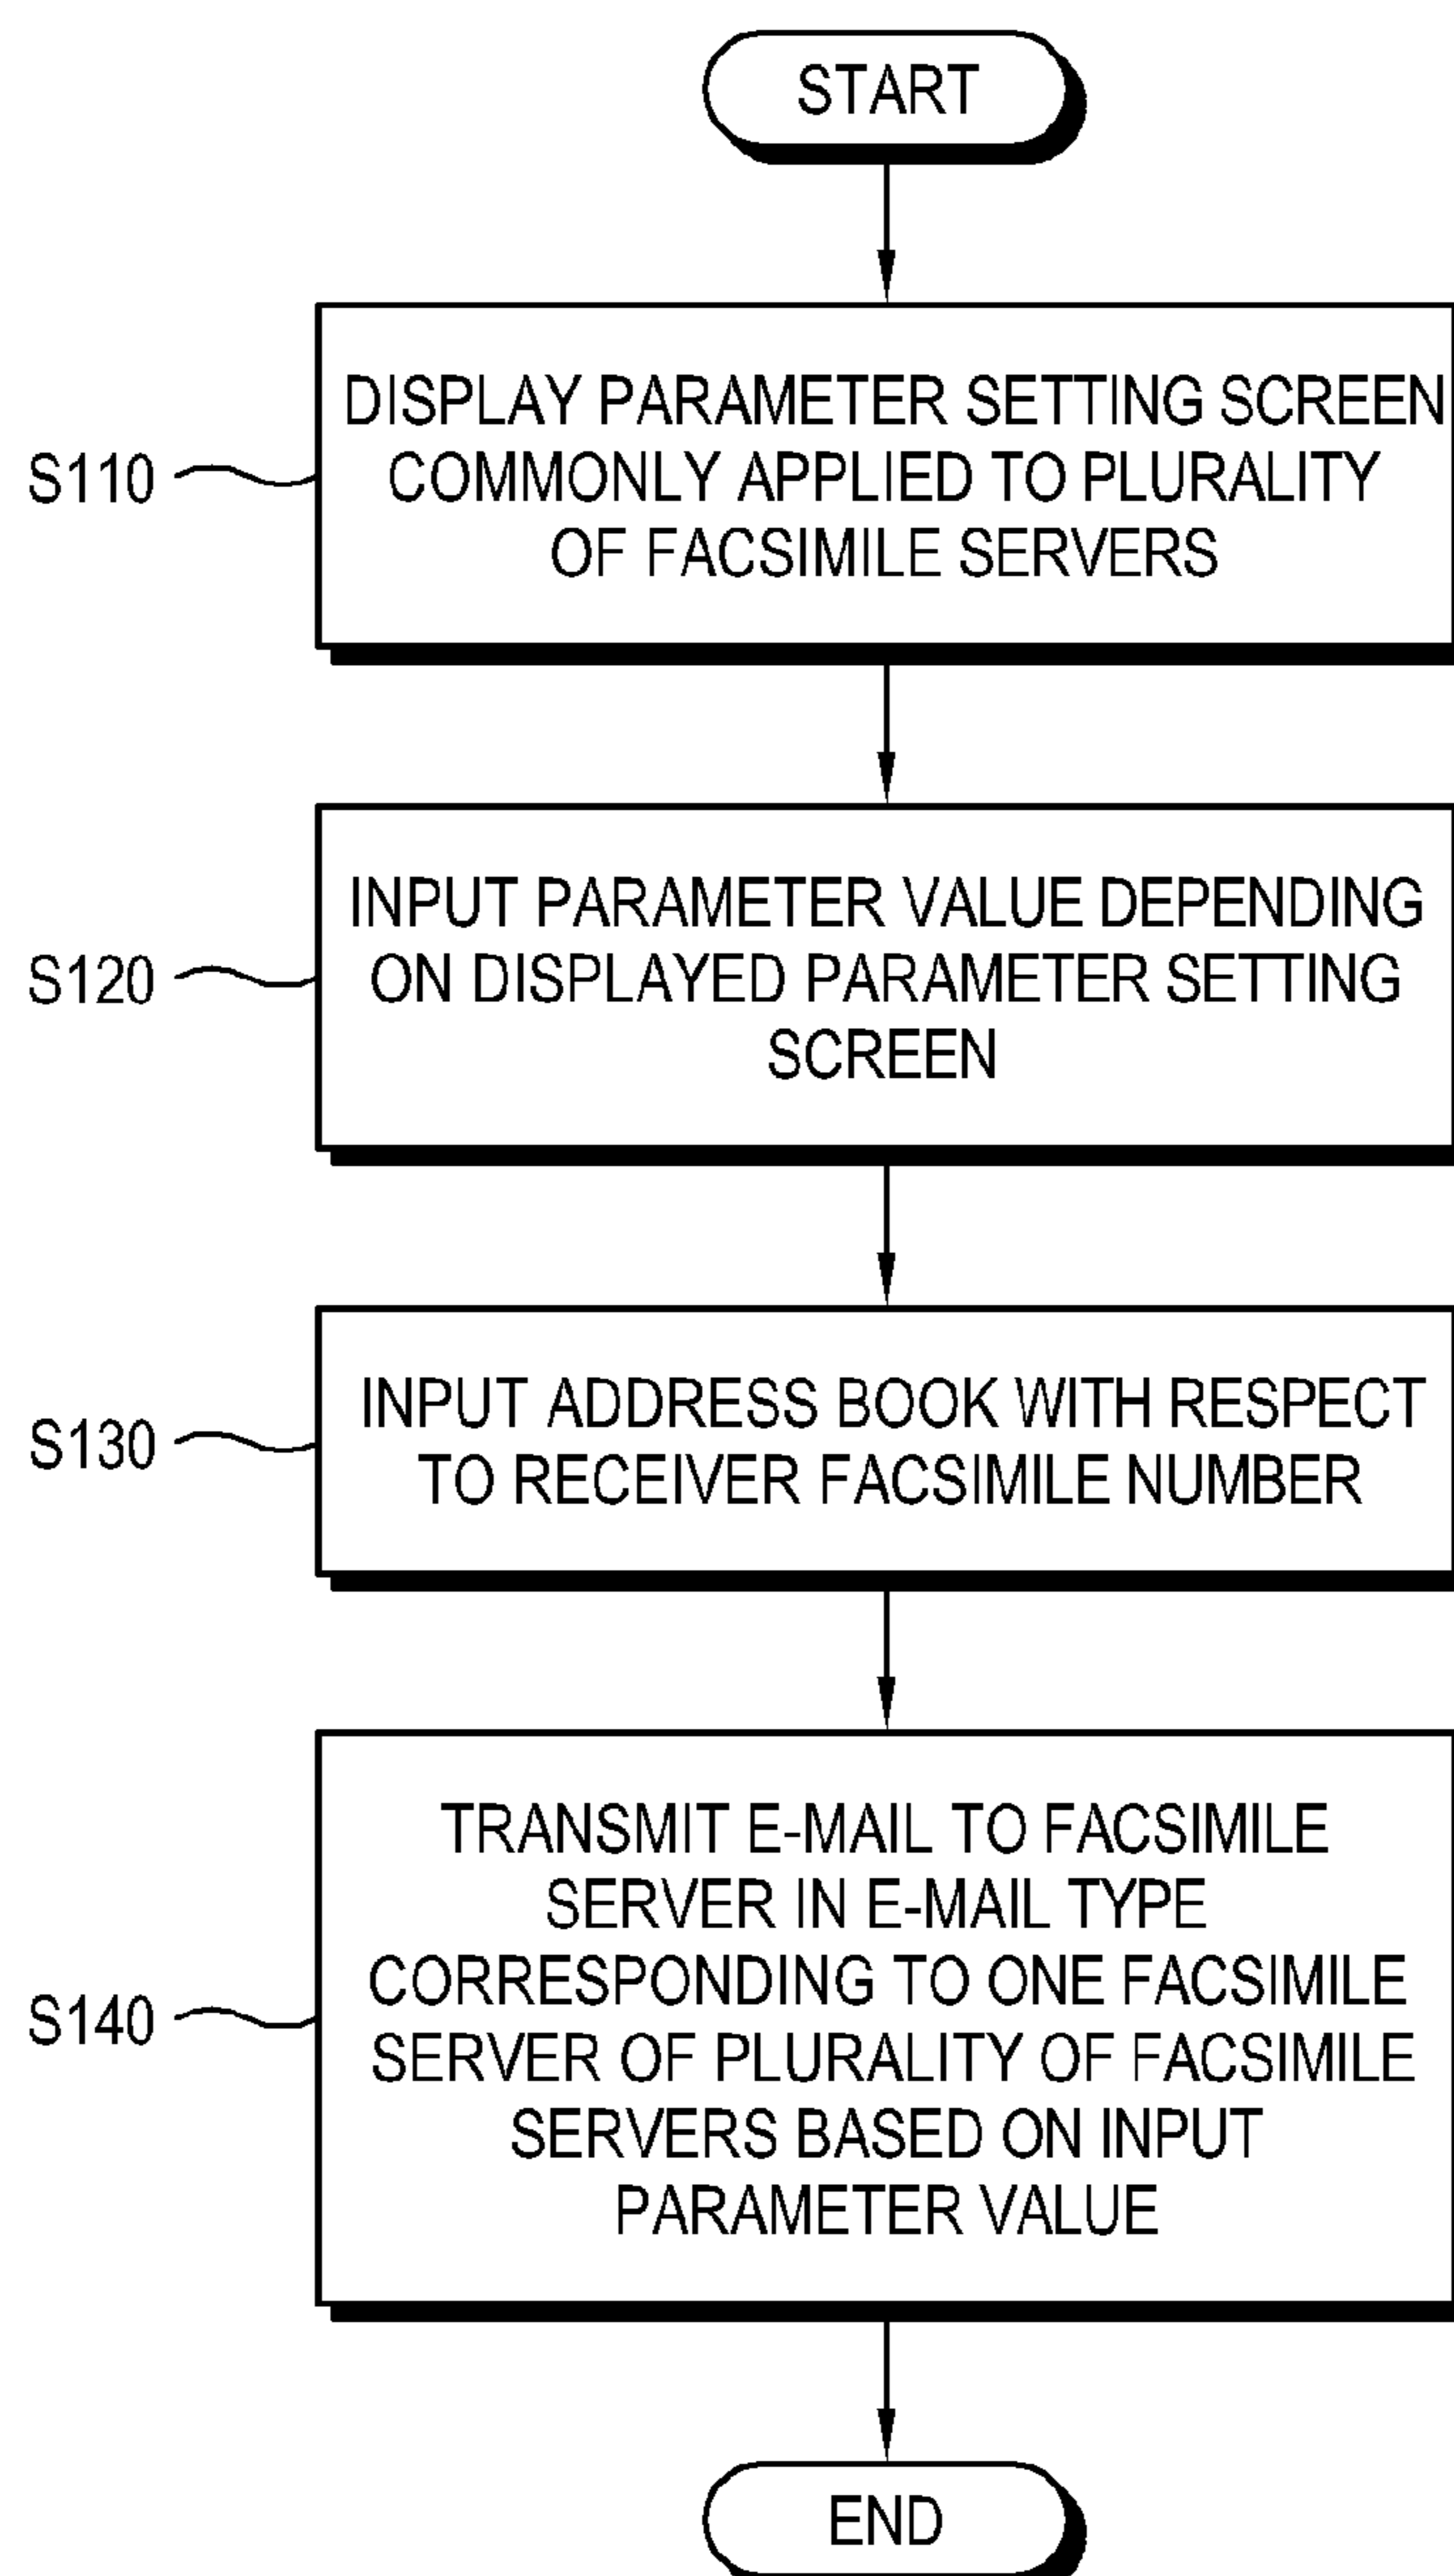 START
S110
DISPLAY PARAMETER SETTING SCREEN
COMMONLY APPLIED TO PLURALITY
OF FACSIMILE SERVERS
S120
INPUT PARAMETER VALUE DEPENDING
ON DISPLAYED PARAMETER SETTING
SCREEN
S130
INPUT ADDRESS BOOK WITH RESPECT
TO RECEIVER FACSIMILE NUMBER
S140
TRANSMIT E-MAIL TO FACSIMILE
SERVER IN E-MAIL TYPE
CORRESPONDING TO ONE FACSIMILE
SERVER OF PLURALITY OF FACSIMILE
SERVERS BASED ON INPUT
PARAMETER VALUE
END